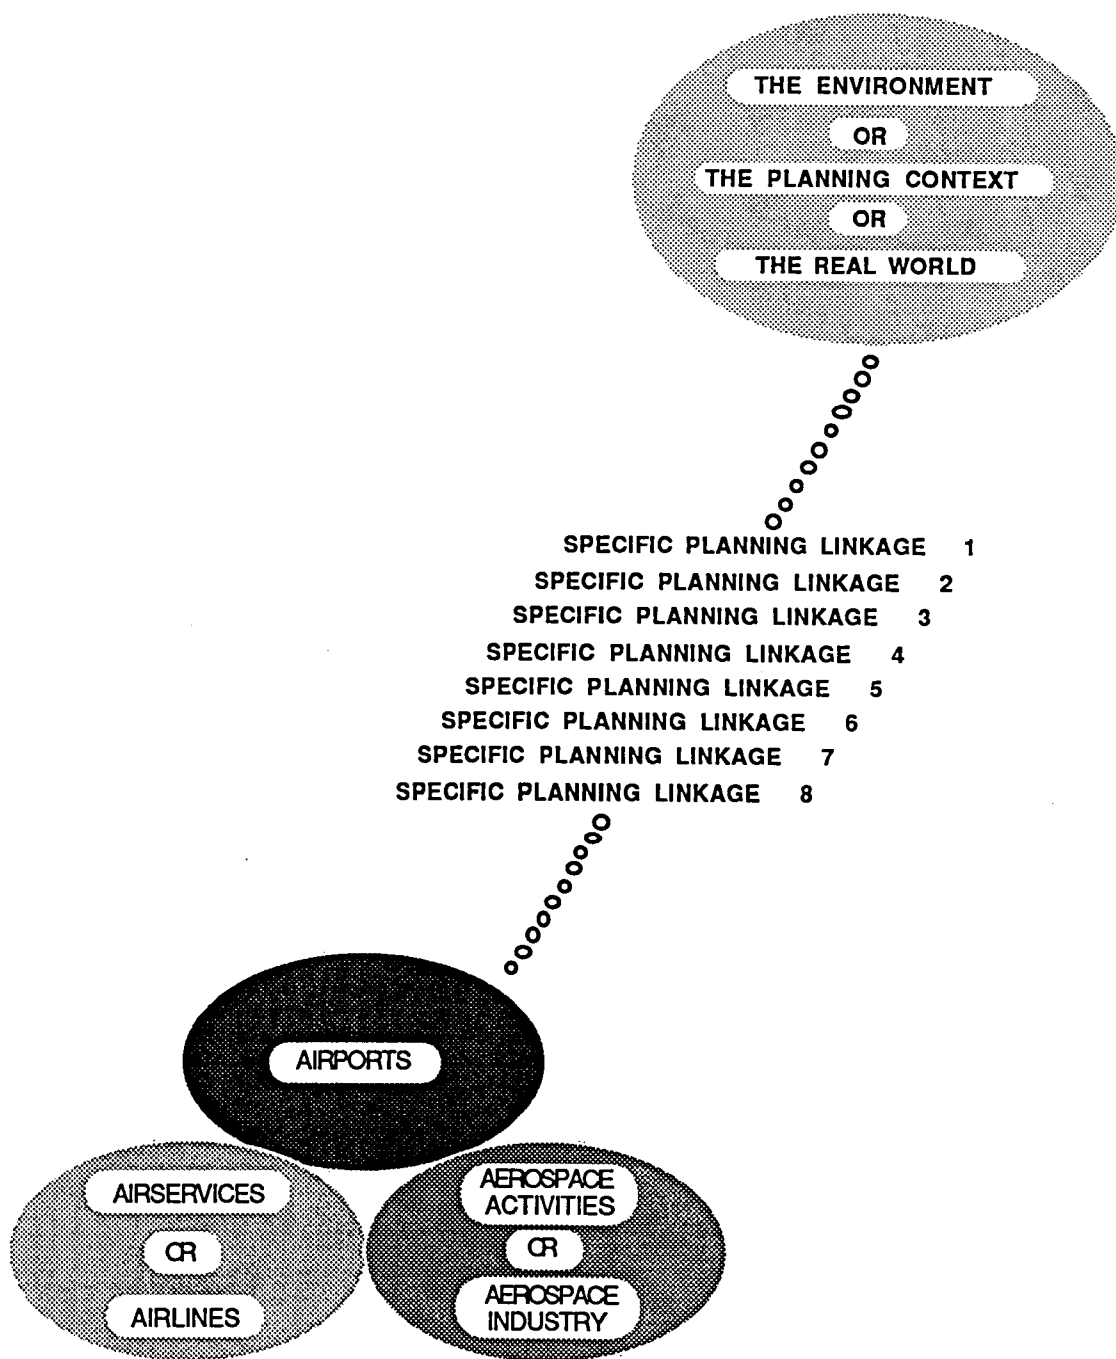 THE ENVIRONMENT
OR
THE PLANNING CONTEXT
OR
THE REAL WORLD
SPECIFIC PLANNING LINKAGE 1
SPECIFIC PLANNING LINKAGE 2
SPECIFIC PLANNING LINKAGE 3
SPECIFIC PLANNING LINKAGE 4
SPECIFIC PLANNING LINKAGE 5
SPECIFIC PLANNING LINKAGE 6
SPECIFIC PLANNING LINKAGE 7
SPECIFIC PLANNING LINKAGE 8
AIRPORTS
AIRSERVICES
OR
AIRLINES
AEROSPACE
ACTIVITIES
OR
AEROSPACE
INDUSTRY